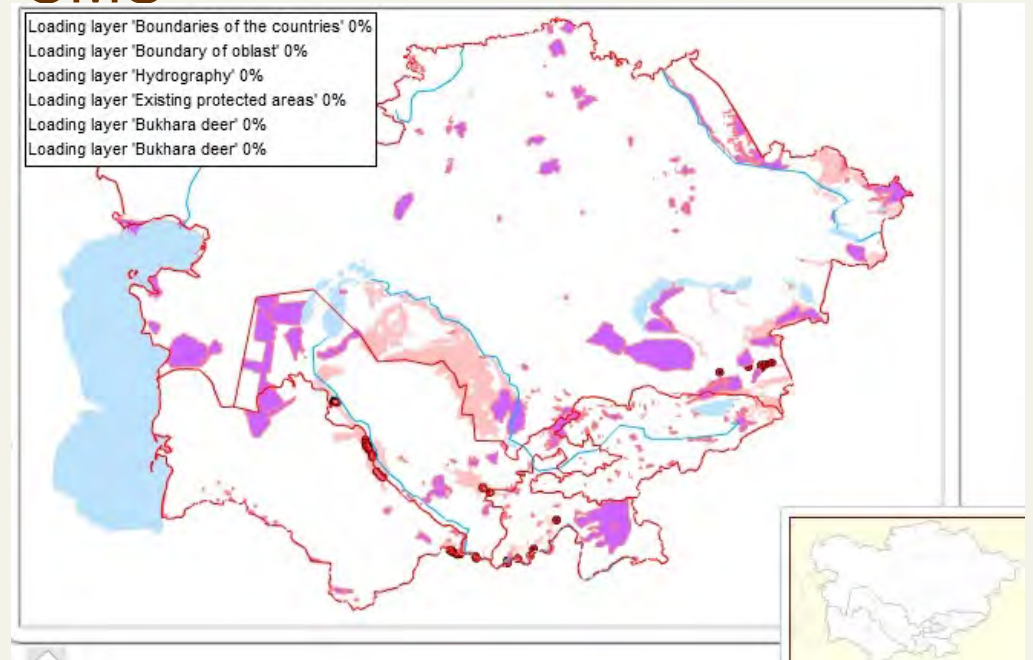 Loading layer 'Boundaries of the countries' 0%
Loading layer 'Boundary of oblast' 0%
Loading layer 'Hydrography' 0%
Loading layer 'Existing protected areas' 0%
Loading layer 'Bukhara deer' 0%
Loading layer 'Bukhara deer' 0%